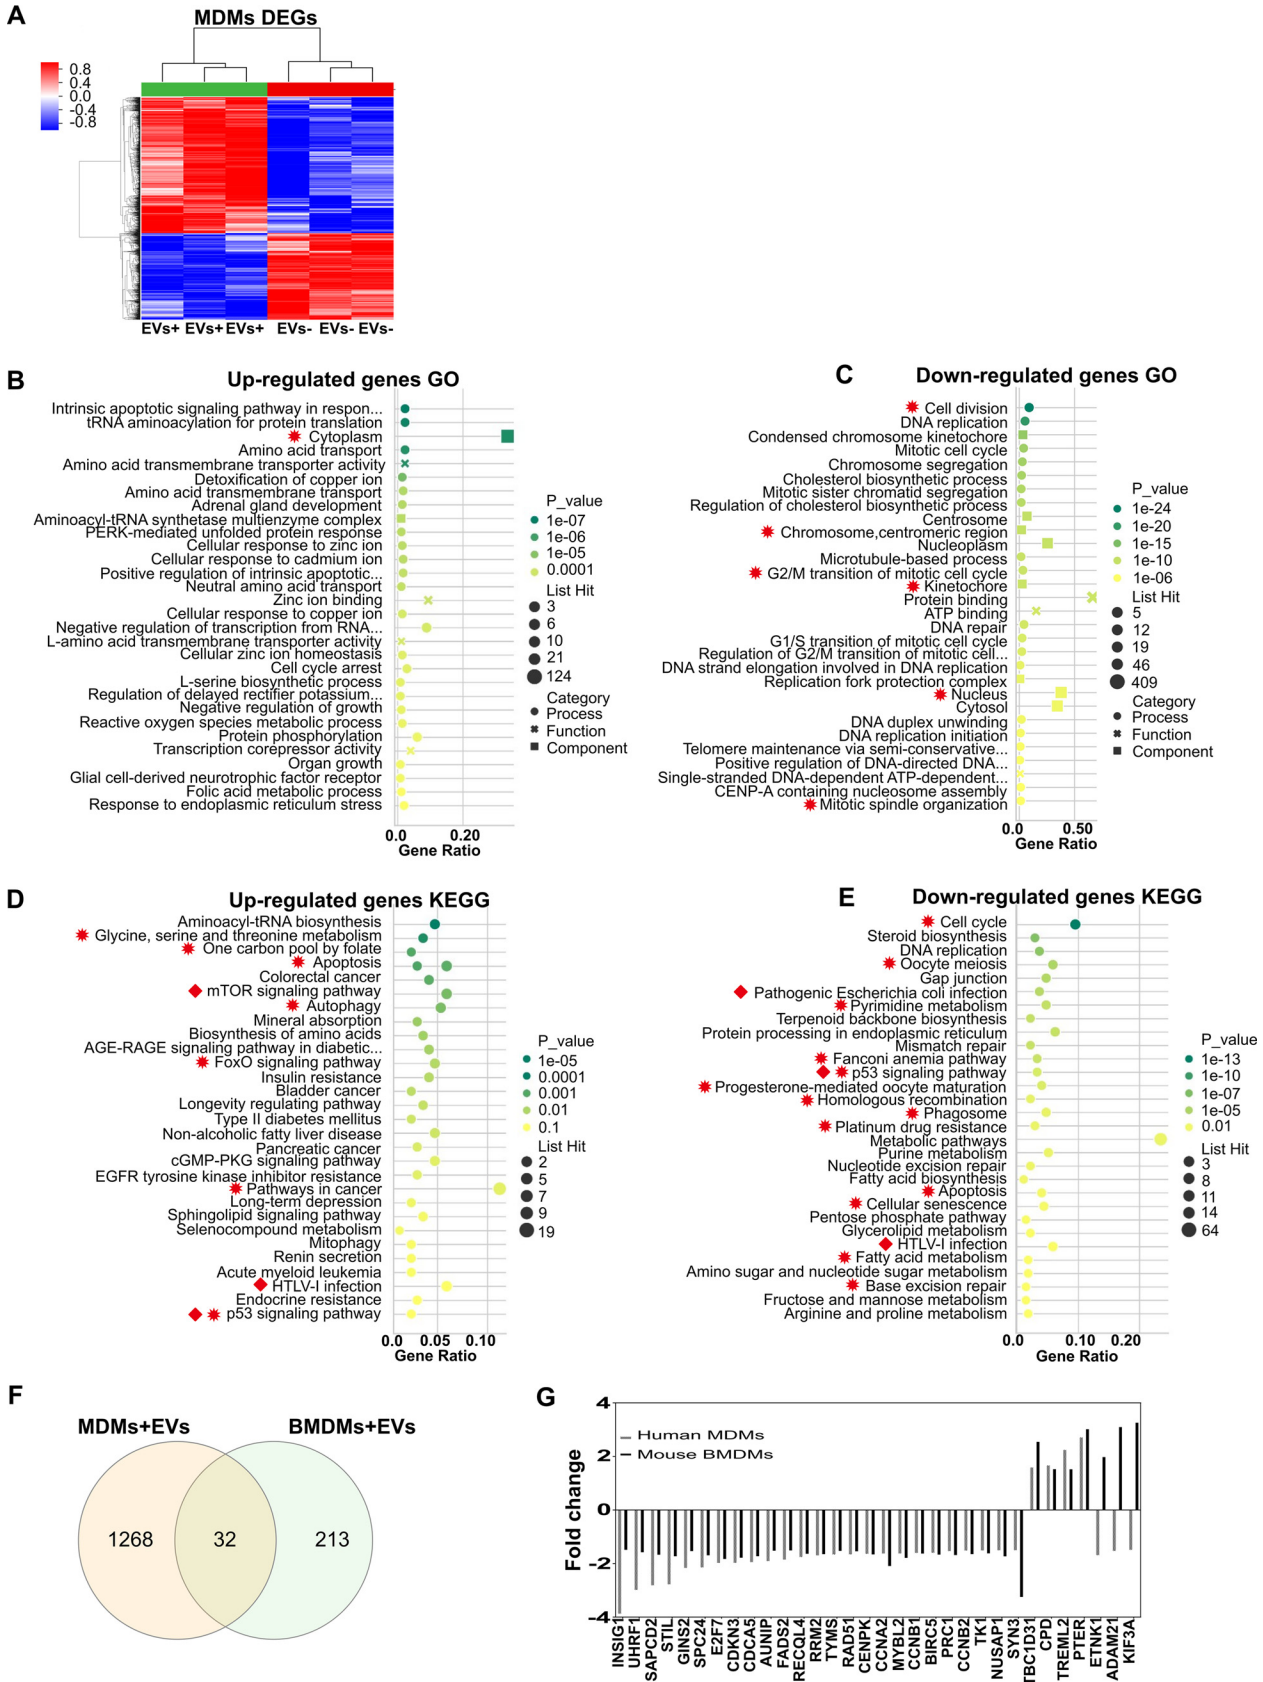 A
MDMs DEGs
0.8
0.4
0.0
-0.4
-0.8
EVs+ EVs+ EVs+ EVs- EVs- EVs-
B
Up-regulated genes GO
Intrinsic apoptotic signaling pathway in respon...
tRNA aminoacylation for protein translation
Cytoplasm
Amino acid transport
Amino acid transmembrane transporter activity
Detoxification of copper ion
Amino acid transmembrane transport
Adrenal gland development
Aminoacyl-tRNA synthetase multienzyme complex
PERK-mediated unfolded protein response
Cellular response to zinc ion
Cellular response to cadmium ion
Positive regulation of intrinsic apoptotic...
Neutral amino acid transport
Zinc ion binding
Cellular response to copper ion
Negative regulation of transcription from RNA...
L-amino acid transmembrane transporter activity
Cellular zinc ion homeostasis
Cell cycle arrest
L-serine biosynthetic process
Regulation of delayed rectifier potassium...
Negative regulation of growth
Reactive oxygen species metabolic process
Protein phosphorylation
Transcription corepressor activity
Organ growth
Glial cell-derived neurotrophic factor receptor
Folic acid metabolic process
Response to endoplasmic reticulum stress
0.0 0.20
Gene Ratio
P_value
1e-07
1e-06
1e-05
0.0001
List Hit
3
6
10
21
124
Category
Process
Function
Component
C
Down-regulated genes GO
Cell division
DNA replication
Condensed chromosome kinetochore
Mitotic cell cycle
Chromosome segregation
Cholesterol biosynthetic process
Mitotic sister chromatid segregation
Regulation of cholesterol biosynthetic process
Centrosome
Chromosome,centromeric region
Nucleoplasm
Microtubule-based process
G2/M transition of mitotic cell cycle
Kinetochore
Protein binding
ATP binding
DNA repair
G1/S transition of mitotic cell cycle
Regulation of G2/M transition of mitotic cell...
DNA strand elongation involved in DNA replication
Replication fork protection complex
Nucleus
Cytosol
DNA duplex unwinding
DNA replication initiation
Telomere maintenance via semi-conservative...
Positive regulation of DNA-directed DNA...
Single-stranded DNA-dependent ATP-dependent...
CENP-A containing nucleosome assembly
Mitotic spindle organization
0.0 0.50
Gene Ratio
P_value
1e-24
1e-20
1e-15
1e-10
1e-06
List Hit
5
12
19
46
409
Category
Process
Function
Component
D
Up-regulated genes KEGG
Aminoacyl-tRNA biosynthesis
Glycine, serine and threonine metabolism
One carbon pool by folate
Apoptosis
Colorectal cancer
mTOR signaling pathway
Autophagy
Mineral absorption
Biosynthesis of amino acids
AGE-RAGE signaling pathway in diabetic...
FoxO signaling pathway
Insulin resistance
Bladder cancer
Longevity regulating pathway
Type II diabetes mellitus
Non-alcoholic fatty liver disease
Pancreatic cancer
cGMP-PKG signaling pathway
EGFR tyrosine kinase inhibitor resistance
Pathways in cancer
Long-term depression
Sphingolipid signaling pathway
Selenocompound metabolism
Mitophagy
Renin secretion
Acute myeloid leukemia
HTLV-I infection
Endocrine resistance
p53 signaling pathway
0.0 0.05 0.10
Gene Ratio
P_value
1e-05
0.0001
0.001
0.01
0.1
List Hit
2
5
7
9
19
E
Down-regulated genes KEGG
Cell cycle
Steroid biosynthesis
DNA replication
Oocyte meiosis
Gap junction
Pathogenic Escherichia coli infection
Pyrimidine metabolism
Terpenoid backbone biosynthesis
Protein processing in endoplasmic reticulum
Mismatch repair
Fanconi anemia pathway
p53 signaling pathway
Progesterone-mediated oocyte maturation
Homologous recombination
Phagosome
Platinum drug resistance
Metabolic pathways
Purine metabolism
Nucleotide excision repair
Fatty acid biosynthesis
Apoptosis
Cellular senescence
Pentose phosphate pathway
Glycerolipid metabolism
HTLV-I infection
Fatty acid metabolism
Amino sugar and nucleotide sugar metabolism
Base excision repair
Fructose and mannose metabolism
Arginine and proline metabolism
0.0 0.10 0.20
Gene Ratio
P_value
1e-13
1e-10
1e-07
1e-05
0.01
List Hit
3
8
11
14
64
F
MDMs+EVs
BMDMs+EVs
1268
32
213
G
Fold change
4
2
0
-2
-4
Human MDMs
Mouse BMDMs
INSIG1
UHRF1
SAPCD2
STIL
GINS2
SPC24
E2F7
CDKN3
CDCA5
AUNIP
FADS2
RECQL4
RRM2
TYMS
RAD51
CENPK
CCNA2
MYBL2
CCNB1
BIRC5
PRC1
CCNB2
TK1
NUSAP1
SYN3
TBC1D31
CPD
TREML2
PTER
ETNK1
ADAM21
KIF3A